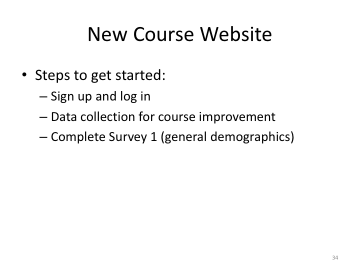 New Course Website
• Steps to get started:
– Sign up and log in
– Data collection for course improvement
– Complete Survey 1 (general demographics)
34